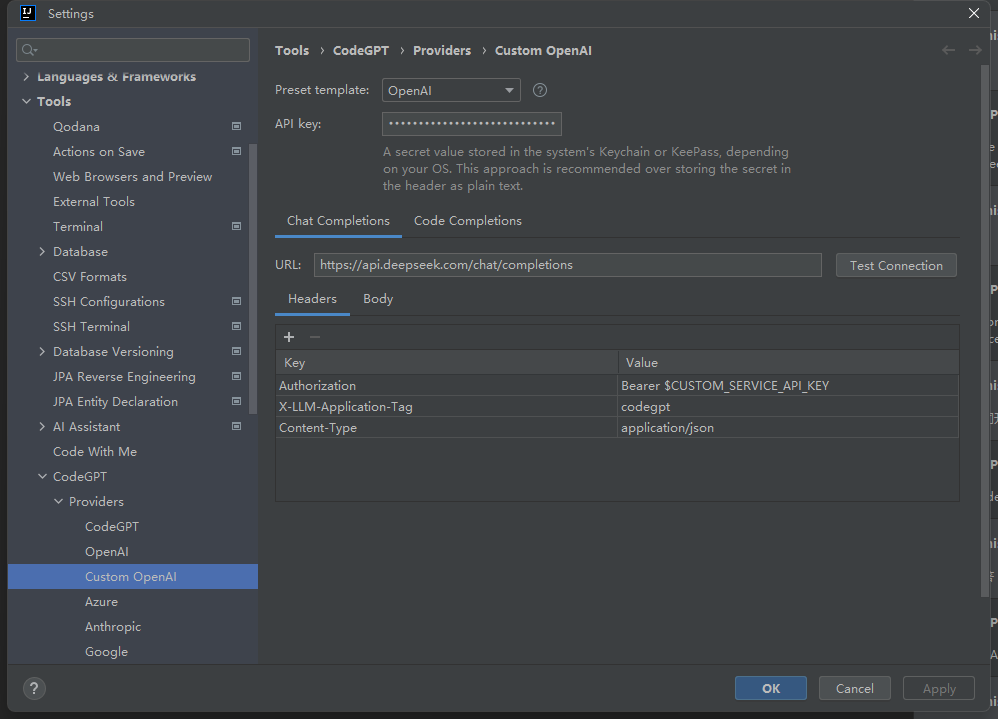 IJ Settings
Tools › CodeGPT › Providers › Custom OpenAI
Languages & Frameworks
Tools
Qodana
Actions on Save
Web Browsers and Preview
External Tools
Terminal
Database
CSV Formats
SSH Configurations
SSH Terminal
Database Versioning
JPA Reverse Engineering
JPA Entity Declaration
AI Assistant
Code With Me
CodeGPT
Providers
CodeGPT
OpenAI
Custom OpenAI
Azure
Anthropic
Google
Preset template: OpenAI ?
API key: ••••••••••••••••••••••••••••
A secret value stored in the system's Keychain or KeePass, depending
on your OS. This approach is recommended over storing the secret in
the header as plain text.
Chat Completions Code Completions
URL: https://api.deepseek.com/chat/completions Test Connection
Headers Body
+ −
Key Value
Authorization Bearer $CUSTOM_SERVICE_API_KEY
X-LLM-Application-Tag codegpt
Content-Type application/json
? OK Cancel Apply